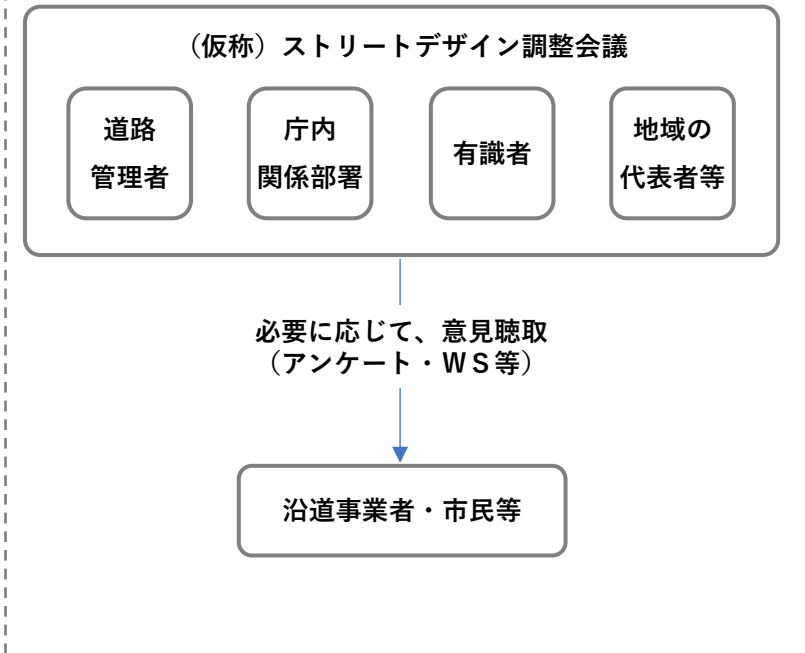 （仮称）ストリートデザイン調整会議
道路
管理者
庁内
関係部署
有識者
地域の
代表者等
必要に応じて、意見聴取
（アンケート・ＷＳ等）
沿道事業者・市民等